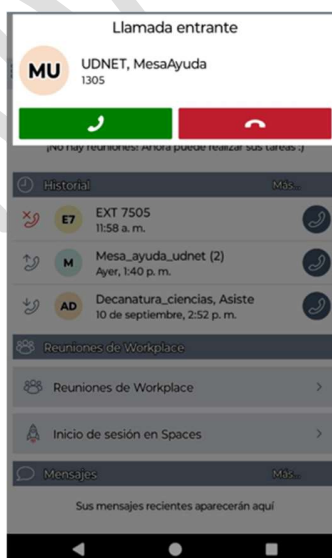 Llamada entrante
MU
UDNET, MesaAyuda
1305
¡No hay reuniones! Ahora puede realizar sus tareas :)
Historial
Más...
E7
EXT 7505
11:58 a. m.
M
Mesa_ayuda_udnet (2)
Ayer, 1:40 p. m.
AD
Decanatura_ciencias, Asiste
10 de septiembre, 2:52 p. m.
Reuniones de Workplace
Reuniones de Workplace
Inicio de sesión en Spaces
Mensajes
Más...
Sus mensajes recientes aparecerán aquí